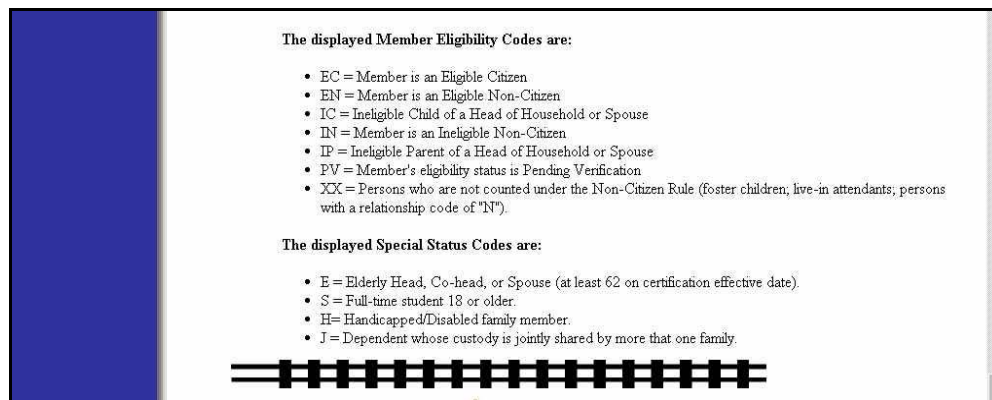 The displayed Member Eligibility Codes are:
• EC = Member is an Eligible Citizen
• EN = Member is an Eligible Non-Citizen
• IC = Ineligible Child of a Head of Household or Spouse
• IN = Member is an Ineligible Non-Citizen
• IP = Ineligible Parent of a Head of Household or Spouse
• PV = Member's eligibility status is Pending Verification
• XX = Persons who are not counted under the Non-Citizen Rule (foster children; live-in attendants; persons
with a relationship code of "N").
The displayed Special Status Codes are:
• E = Elderly Head, Co-head, or Spouse (at least 62 on certification effective date).
• S = Full-time student 18 or older.
• H= Handicapped/Disabled family member.
• J = Dependent whose custody is jointly shared by more that one family.